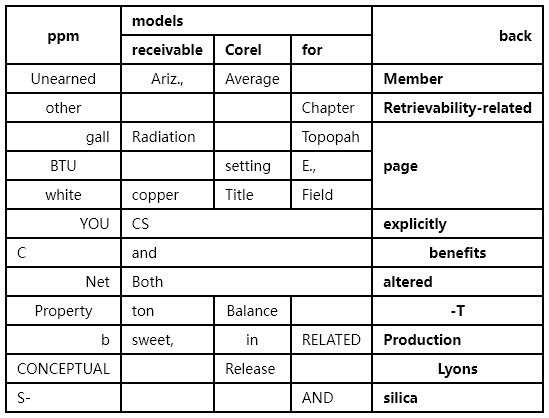 ppm models back
receivable Corel for
Unearned Ariz., Average Member
other Chapter Retrievability-related
gall Radiation Topopah page
BTU setting E.,
white copper Title Field
YOU CS explicitly
C and benefits
Net Both altered
Property ton Balance -T
b sweet, in RELATED Production
CONCEPTUAL Release Lyons
S- AND silica